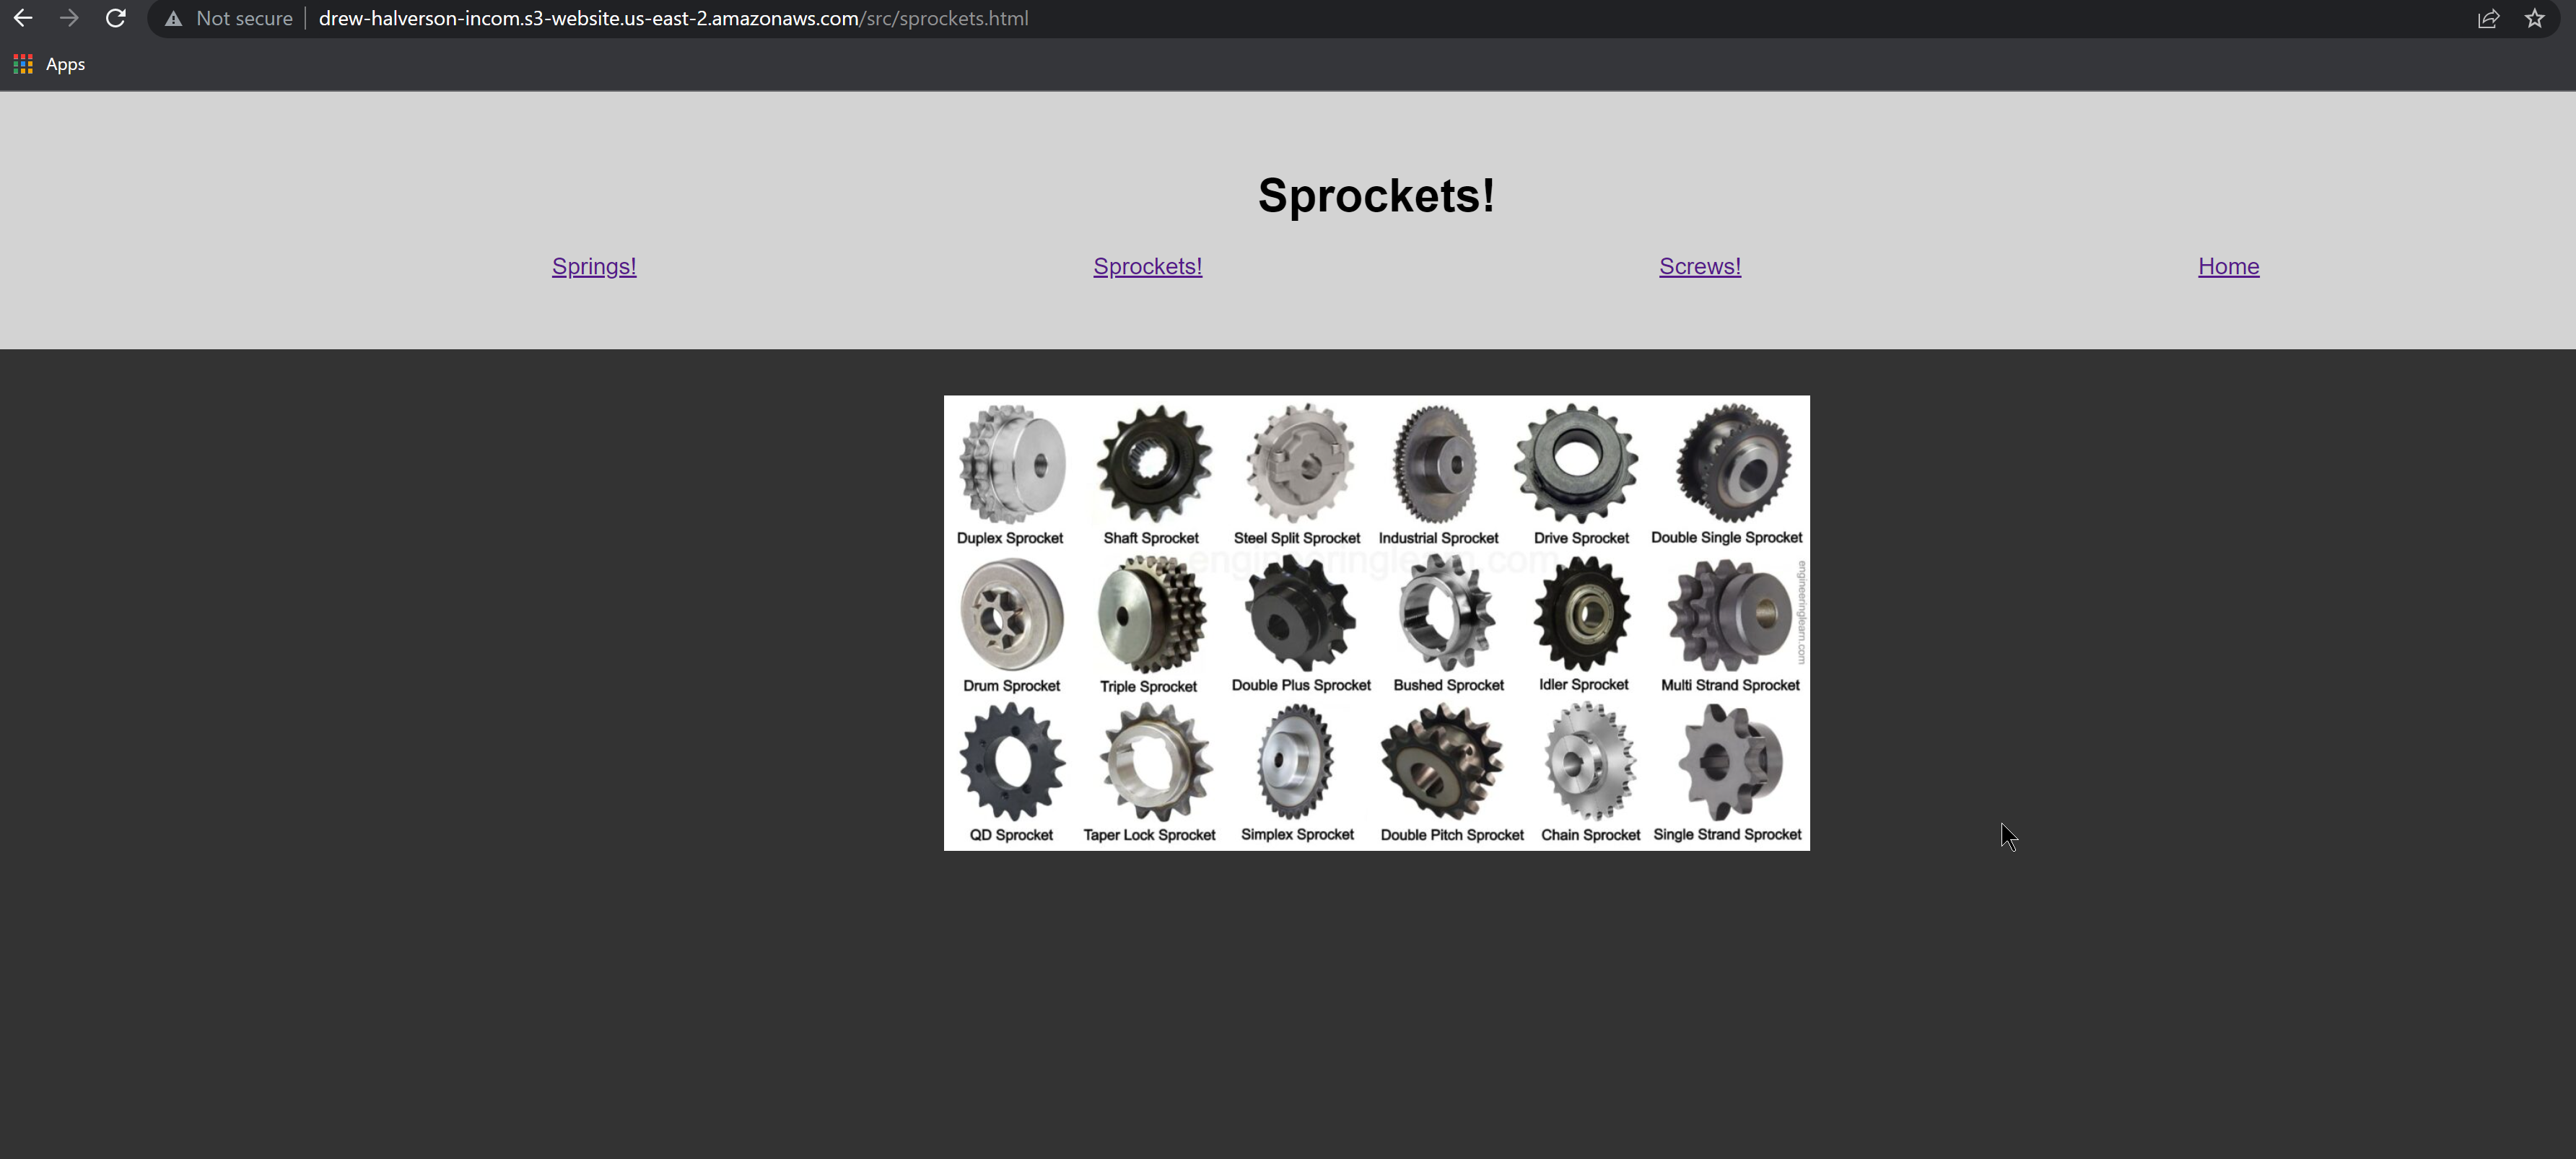 Not secure drew-halverson-incom.s3-website.us-east-2.amazonaws.com/src/sprockets.html
Apps
Sprockets!
Springs! Sprockets! Screws! Home
Duplex Sprocket Shaft Sprocket Steel Split Sprocket Industrial Sprocket Drive Sprocket Double Single Sprocket
engineeringlearn.com
engineeringlearn.com
Drum Sprocket Triple Sprocket Double Plus Sprocket Bushed Sprocket Idler Sprocket Multi Strand Sprocket
QD Sprocket Taper Lock Sprocket Simplex Sprocket Double Pitch Sprocket Chain Sprocket Single Strand Sprocket